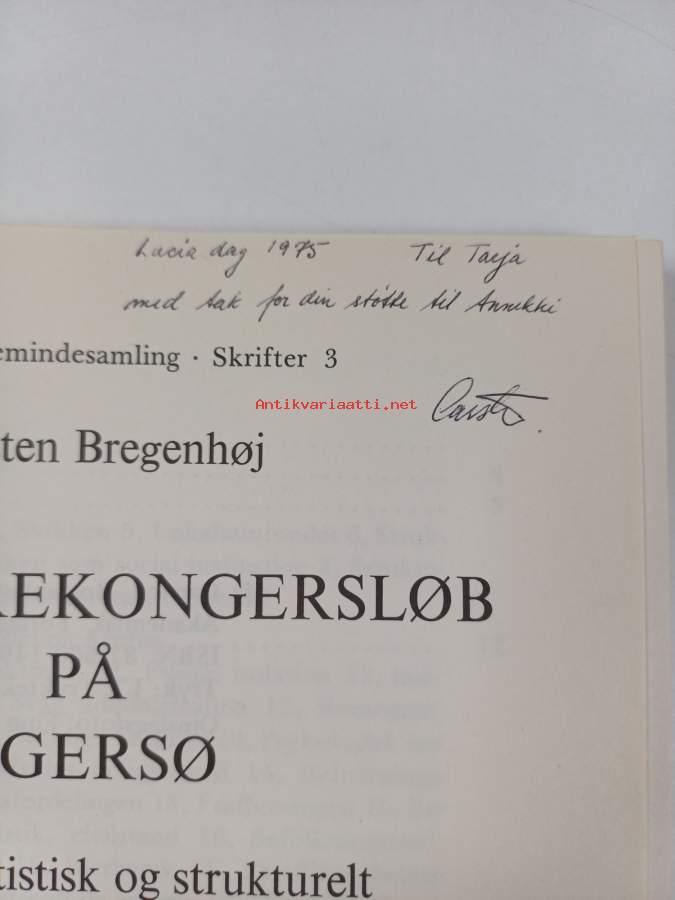 Lucia dag 1975 Til Tarja
med tak for din støtte til Annikki
emindesamling · Skrifter 3
Antikvariaatti.net
Carsten
ten Bregenhøj
EKONGERSLØB
PÅ
GERSØ
tistisk og strukturelt